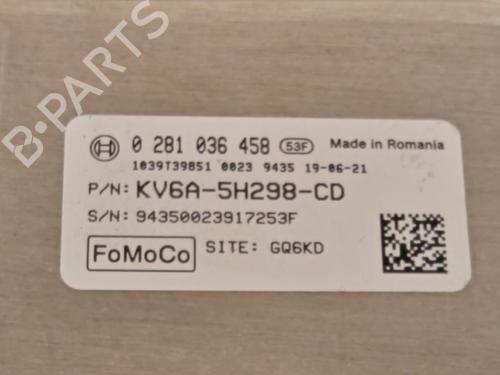 0 281 036 458 53F Made in Romania
1039T39851 0023 9435 19-06-21
P/N: KV6A-5H298-CD
S/N: 94350023917253F
FoMoCo SITE: GQ6KD
B-PARTS